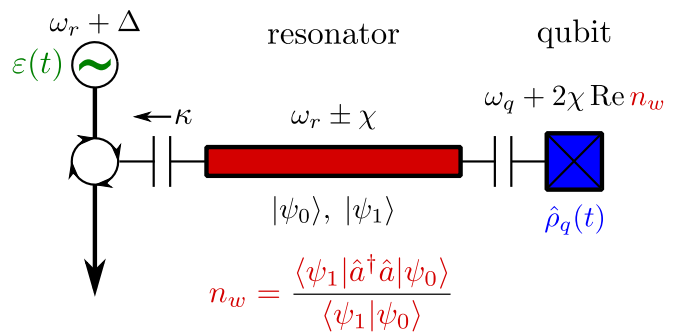 ω_r + Δ
resonator
qubit
ε(t)
ω_q + 2χ Re n_w
κ
ω_r ± χ
|ψ_0⟩, |ψ_1⟩
ρ̂_q(t)
n_w = ⟨ψ_1|â†â|ψ_0⟩ / ⟨ψ_1|ψ_0⟩